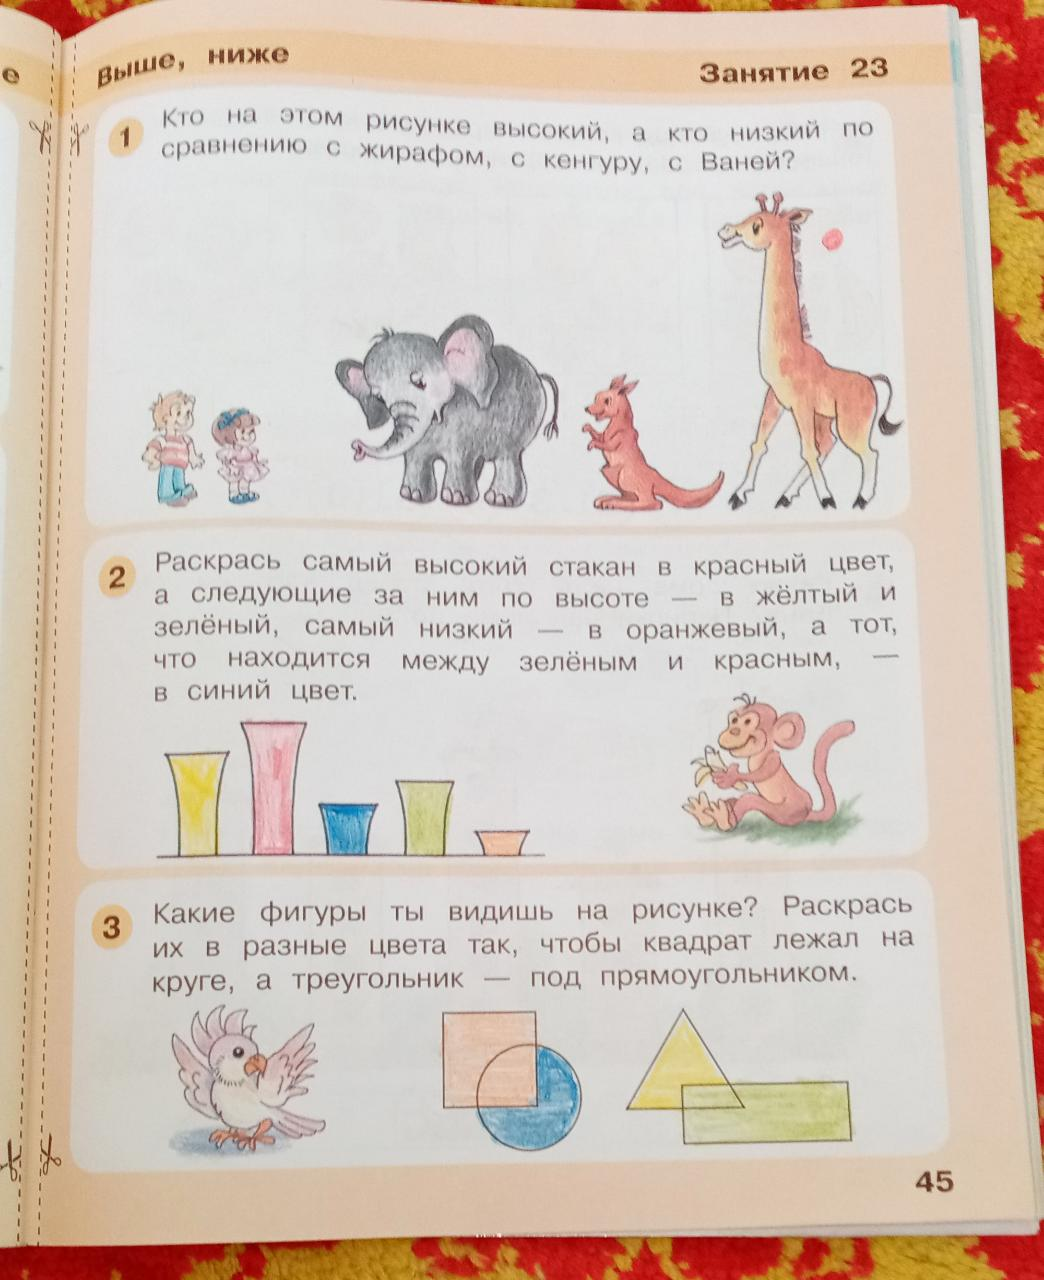 е
Выше, ниже
Занятие 23
1
Кто на этом рисунке высокий, а кто низкий по
сравнению с жирафом, с кенгуру, с Ваней?
2
Раскрась самый высокий стакан в красный цвет,
а следующие за ним по высоте — в жёлтый и
зелёный, самый низкий — в оранжевый, а тот,
что находится между зелёным и красным, —
в синий цвет.
3
Какие фигуры ты видишь на рисунке? Раскрась
их в разные цвета так, чтобы квадрат лежал на
круге, а треугольник — под прямоугольником.
45